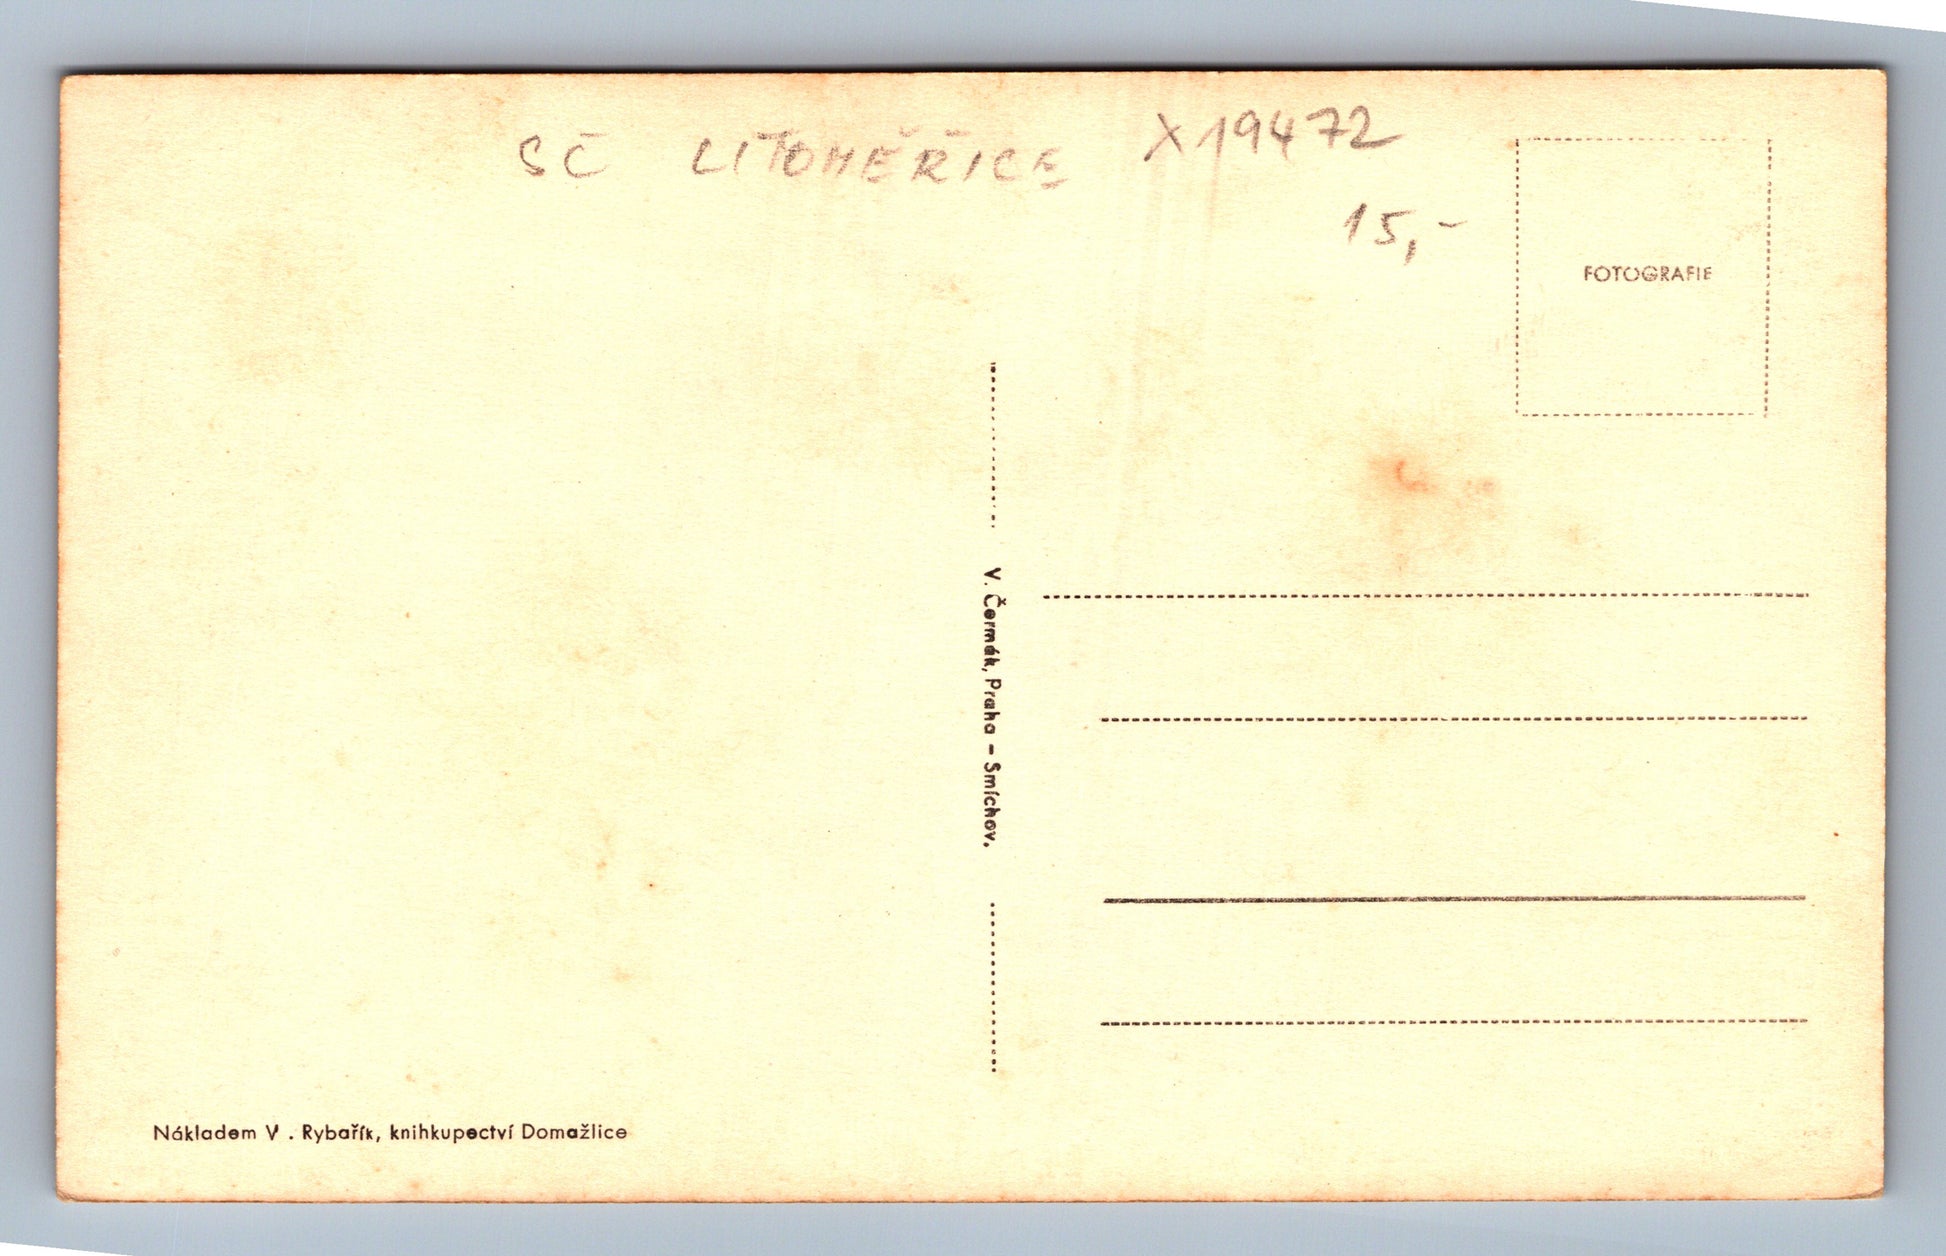 SČ LITOMĚŘICE X19472
15,-
FOTOGRAFIE
V. Čermák, Praha - Smíchov.
Nákladem V. Rybařík, knihkupectví Domažlice